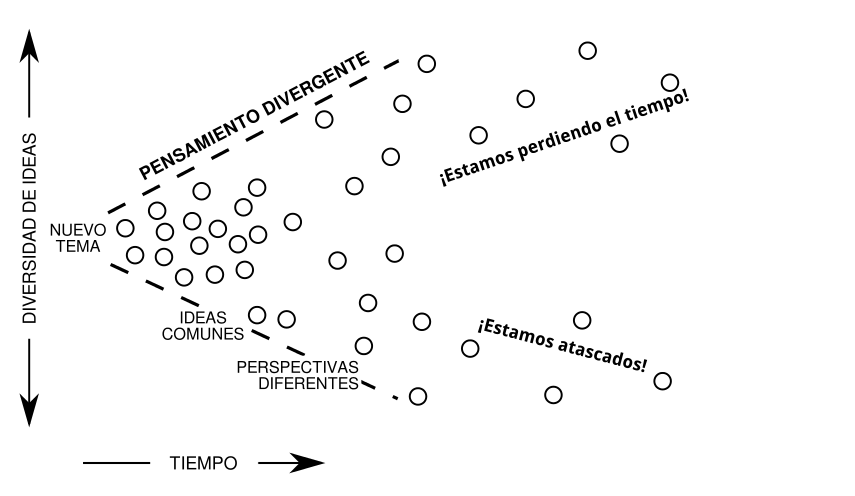 DIVERSIDAD DE IDEAS
PENSAMIENTO DIVERGENTE
¡Estamos perdiendo el tiempo!
NUEVO
TEMA
IDEAS
COMUNES
¡Estamos atascados!
PERSPECTIVAS
DIFERENTES
TIEMPO